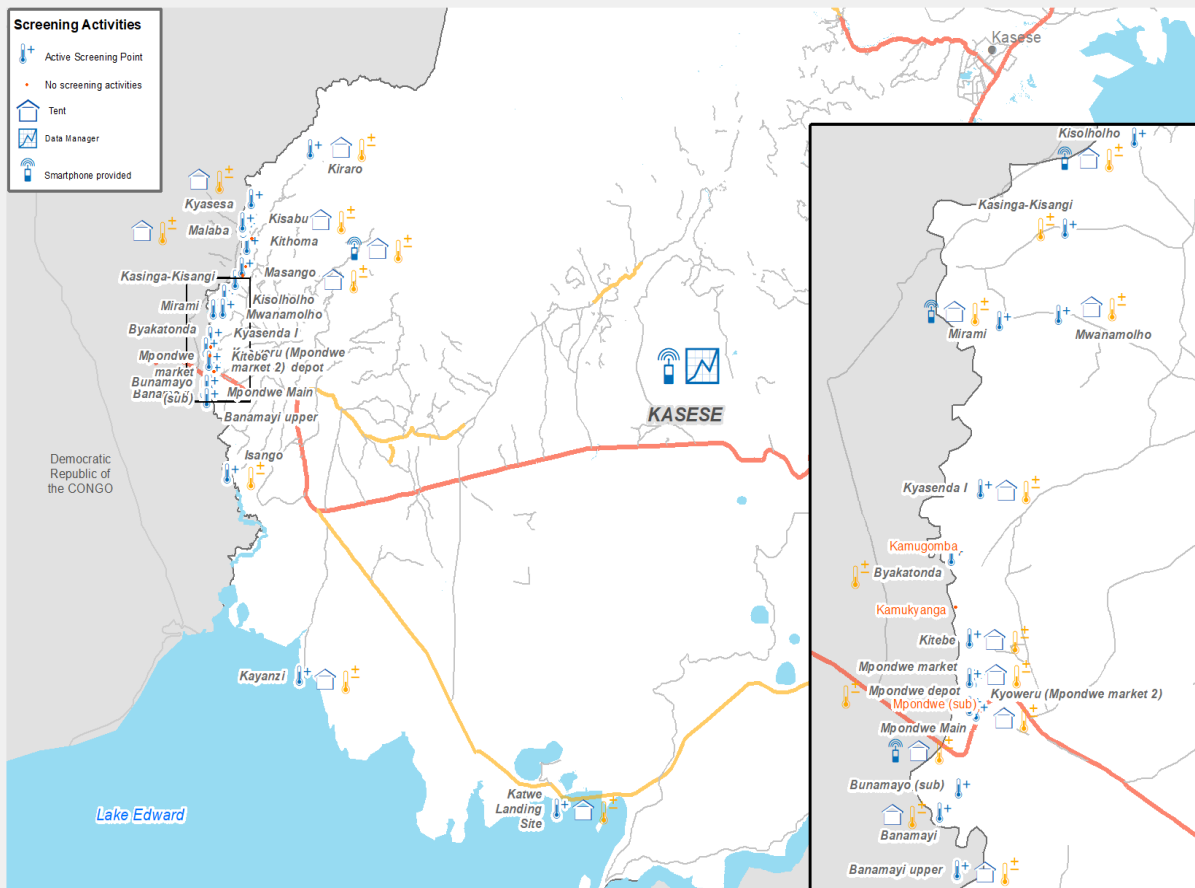 Screening Activities
Active Screening Point
No screening activities
Tent
Data Manager
Smartphone provided
Kasese
Kiraro
Kyasesa
Kisabu
Malaba
Kithoma
Masango
Kasinga-Kisangi
Kisolholho
Mirami
Mwanamolho
Byakatonda
Kyasenda I
Mpondwe
market
Kitebe
(Mpondwe
market 2)
depot
Bunamayo
(sub)
Mpondwe Main
Banamayi upper
Isango
KASESE
Democratic
Republic of
the CONGO
Kayanzi
Lake Edward
Katwe
Landing
Site
Kisolholho
Kasinga-Kisangi
Mirami
Mwanamolho
Kyasenda I
Kamugomba
Byakatonda
Kamukyanga
Kitebe
Mpondwe market
Mpondwe depot
Kyoweru (Mpondwe market 2)
Mpondwe (sub)
Mpondwe Main
Bunamayo (sub)
Banamayi
Banamayi upper